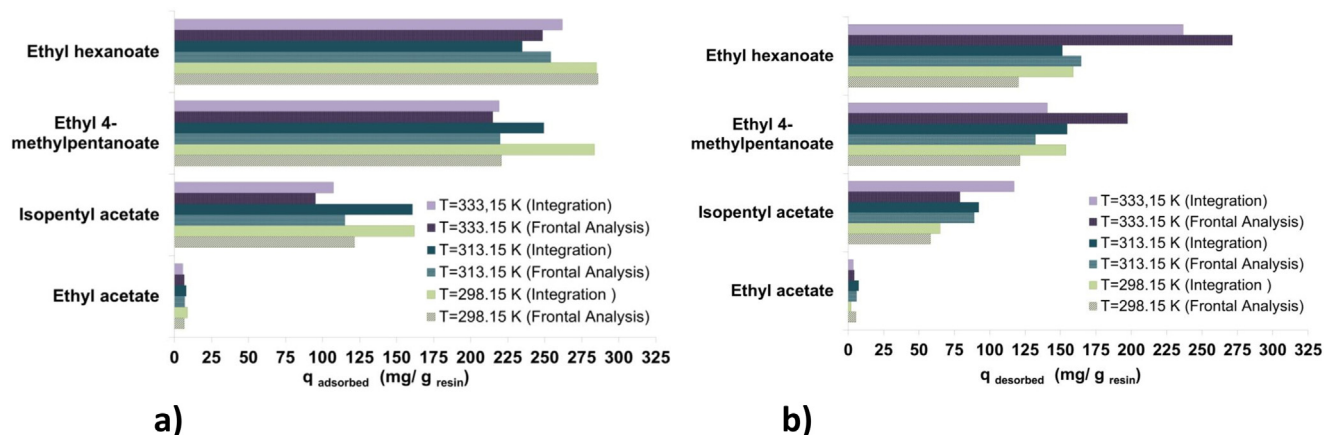 Ethyl hexanoate
Ethyl 4-
methylpentanoate
Isopentyl acetate
Ethyl acetate
T=333,15 K (Integration)
T=333.15 K (Frontal Analysis)
T=313.15 K (Integration)
T=313.15 K (Frontal Analysis)
T=298.15 K (Integration )
T=298.15 K (Frontal Analysis)
0 25 50 75 100 125 150 175 200 225 250 275 300 325
q adsorbed (mg/ g resin)
a)
Ethyl hexanoate
Ethyl 4-
methylpentanoate
Isopentyl acetate
Ethyl acetate
T=333,15 K (Integration)
T=333.15 K (Frontal Analysis)
T=313.15 K (Integration)
T=313.15 K (Frontal Analysis)
T=298.15 K (Integration )
T=298.15 K (Frontal Analysis)
0 25 50 75 100 125 150 175 200 225 250 275 300 325
q desorbed (mg/ g resin)
b)